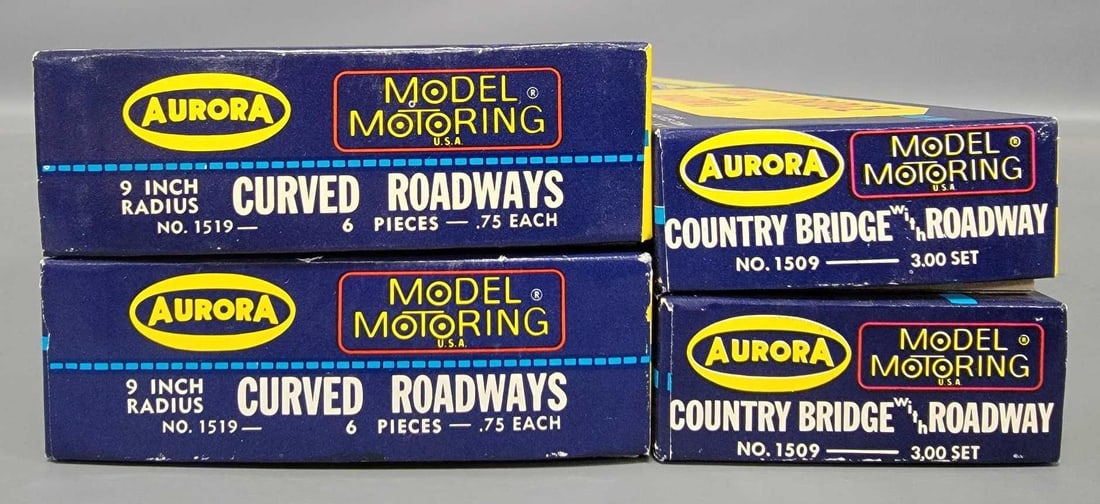 AURORA
MODEL ®
MOTORING
U.S.A.
9 INCH
RADIUS
CURVED ROADWAYS
NO. 1519— 6 PIECES — .75 EACH
AURORA
MODEL ®
MOTORING
U.S.A.
9 INCH
RADIUS
CURVED ROADWAYS
NO. 1519— 6 PIECES — .75 EACH
AURORA
MODEL ®
MOTORING
U.S.A.
COUNTRY BRIDGE with ROADWAY
NO. 1509 —— 3.00 SET
AURORA
MODEL ®
MOTORING
U.S.A.
COUNTRY BRIDGE with ROADWAY
NO. 1509 —— 3.00 SET